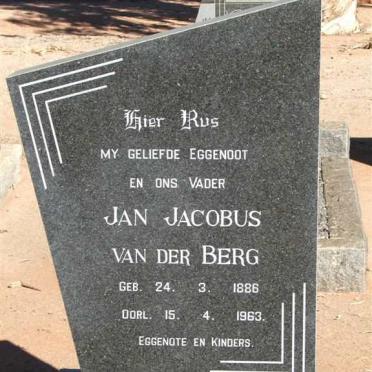 Hier Rus
MY GELIEFDE EGGENOOT
EN ONS VADER
JAN JACOBUS
VAN DER BERG
GEB. 24. 3. 1886
OORL. 15. 4. 1963.
EGGENOTE EN KINDERS.